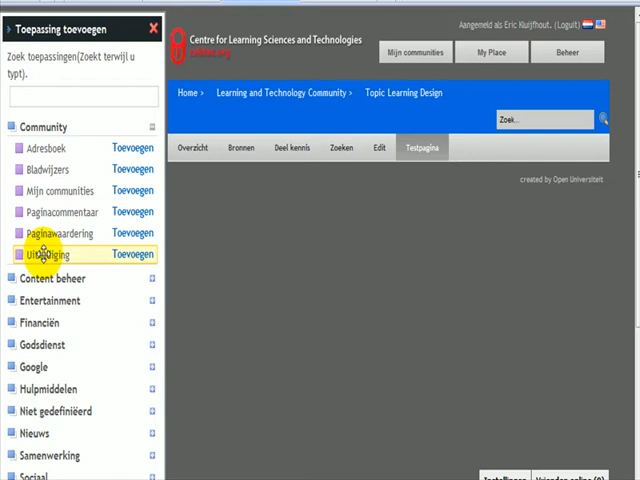 Toepassing toevoegen
Zoek toepassingen(Zoekt terwijl u
typt).
Community
Adresboek Toevoegen
Bladwijzers Toevoegen
Mijn communities Toevoegen
Paginacommentaar Toevoegen
Paginawaardering Toevoegen
Toevoegen
Content beheer
Entertainment
Financiën
Godsdienst
Google
Hulpmiddelen
Niet gedefiniëerd
Nieuws
Samenwerking
Sociaal
Aangemeld als Eric Kluijfhout. (Loguit)
Centre for Learning Sciences and Technologies
celstec.org
Mijn communities My Place Beheer
Home › Learning and Technology Community › Topic Learning Design
Zoek...
Overzicht Bronnen Deel kennis Zoeken Edit Testpagina
created by Open Universiteit
Instellingen Vrienden online (0)